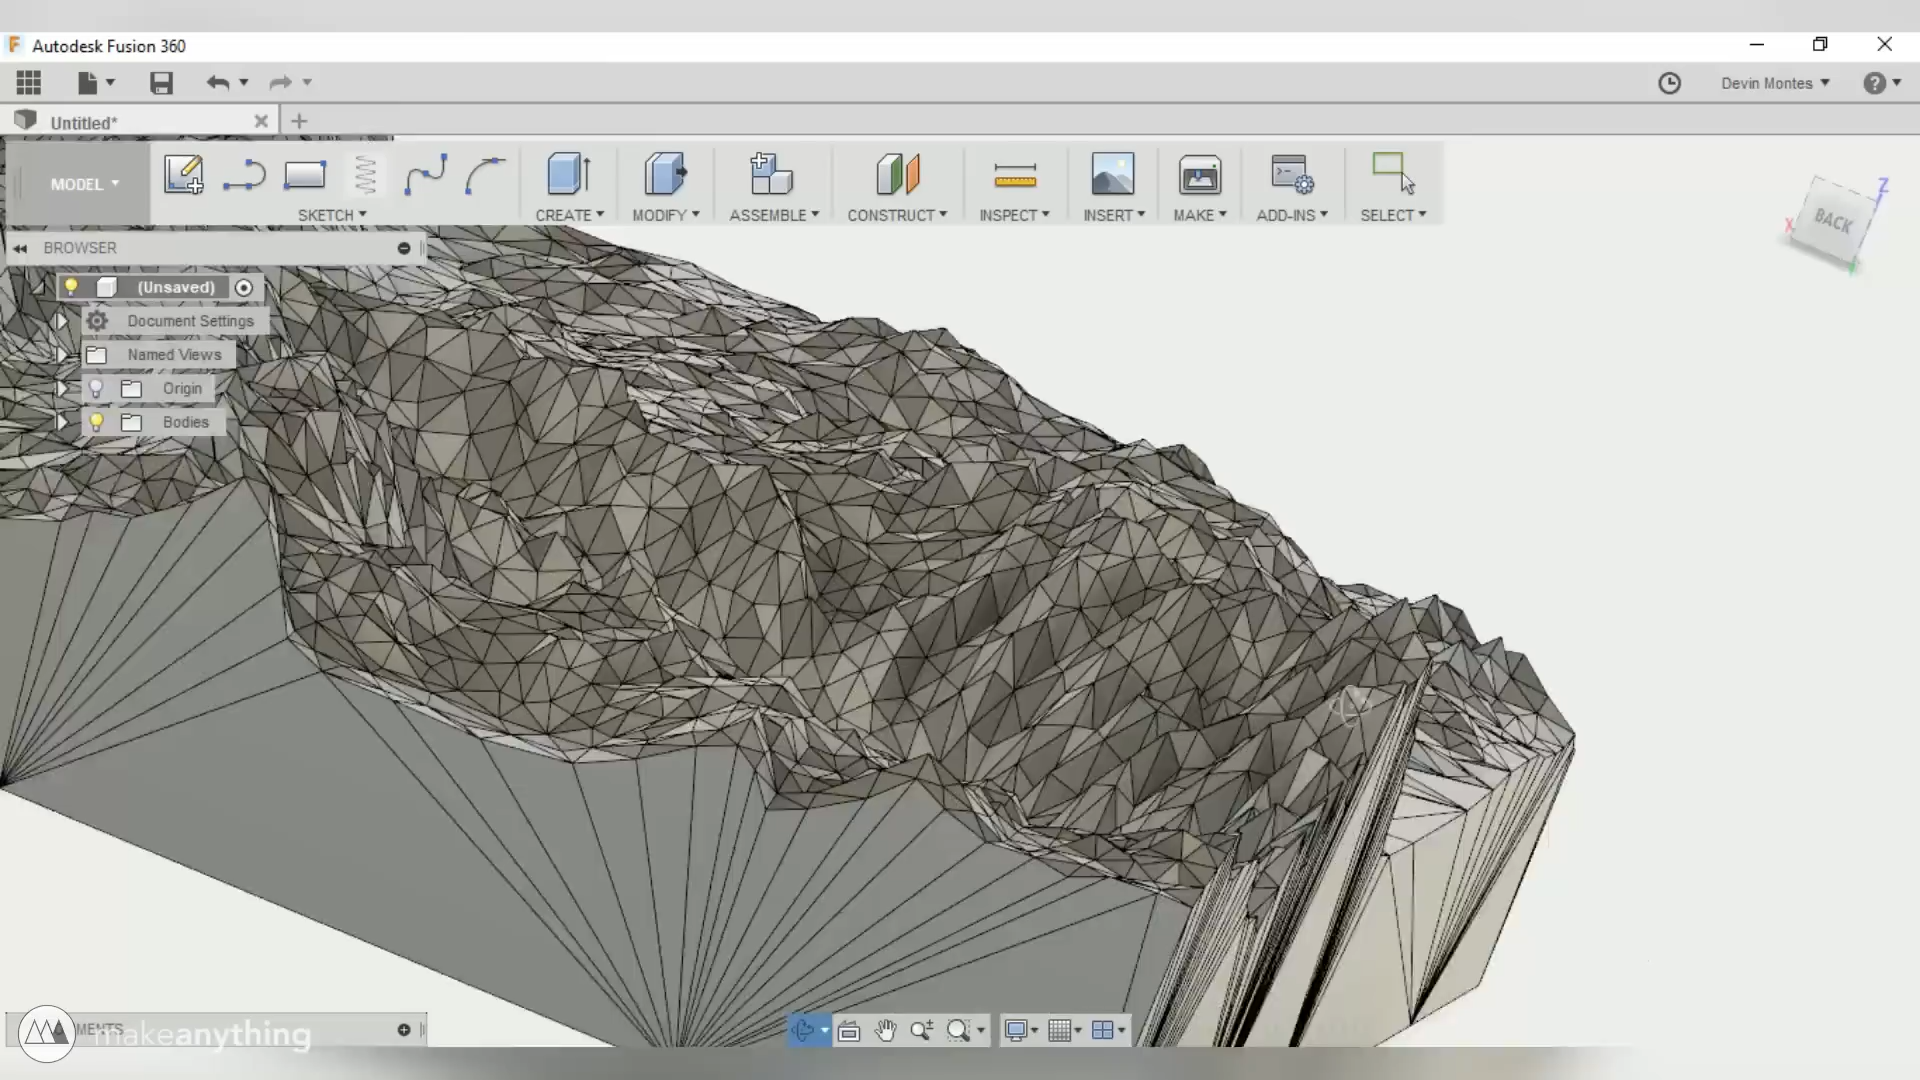 Autodesk Fusion 360
Devin Montes
Untitled*
MODEL
SKETCH
CREATE
MODIFY
ASSEMBLE
CONSTRUCT
INSPECT
INSERT
MAKE
ADD-INS
SELECT
BACK
Z
X
BROWSER
(Unsaved)
Document Settings
Named Views
Origin
Bodies
MENTS
makeanything